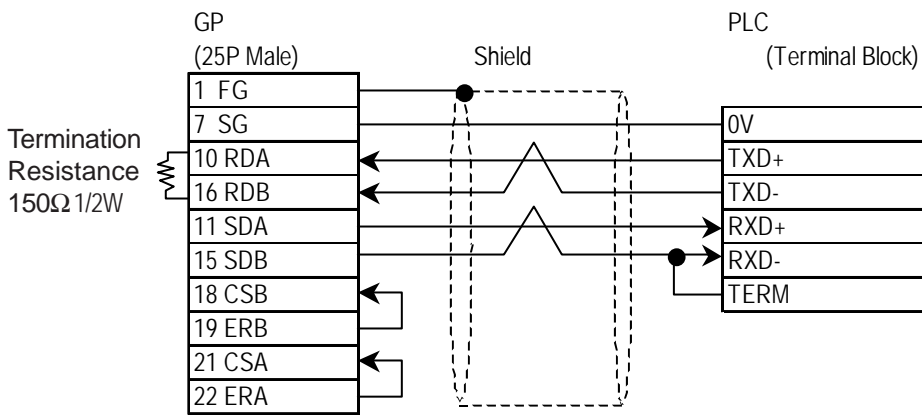 GP
(25P Male)
Shield
PLC
(Terminal Block)
1 FG
7 SG
10 RDA
16 RDB
11 SDA
15 SDB
18 CSB
19 ERB
21 CSA
22 ERA
Termination
Resistance
150Ω 1/2W
0V
TXD+
TXD-
RXD+
RXD-
TERM